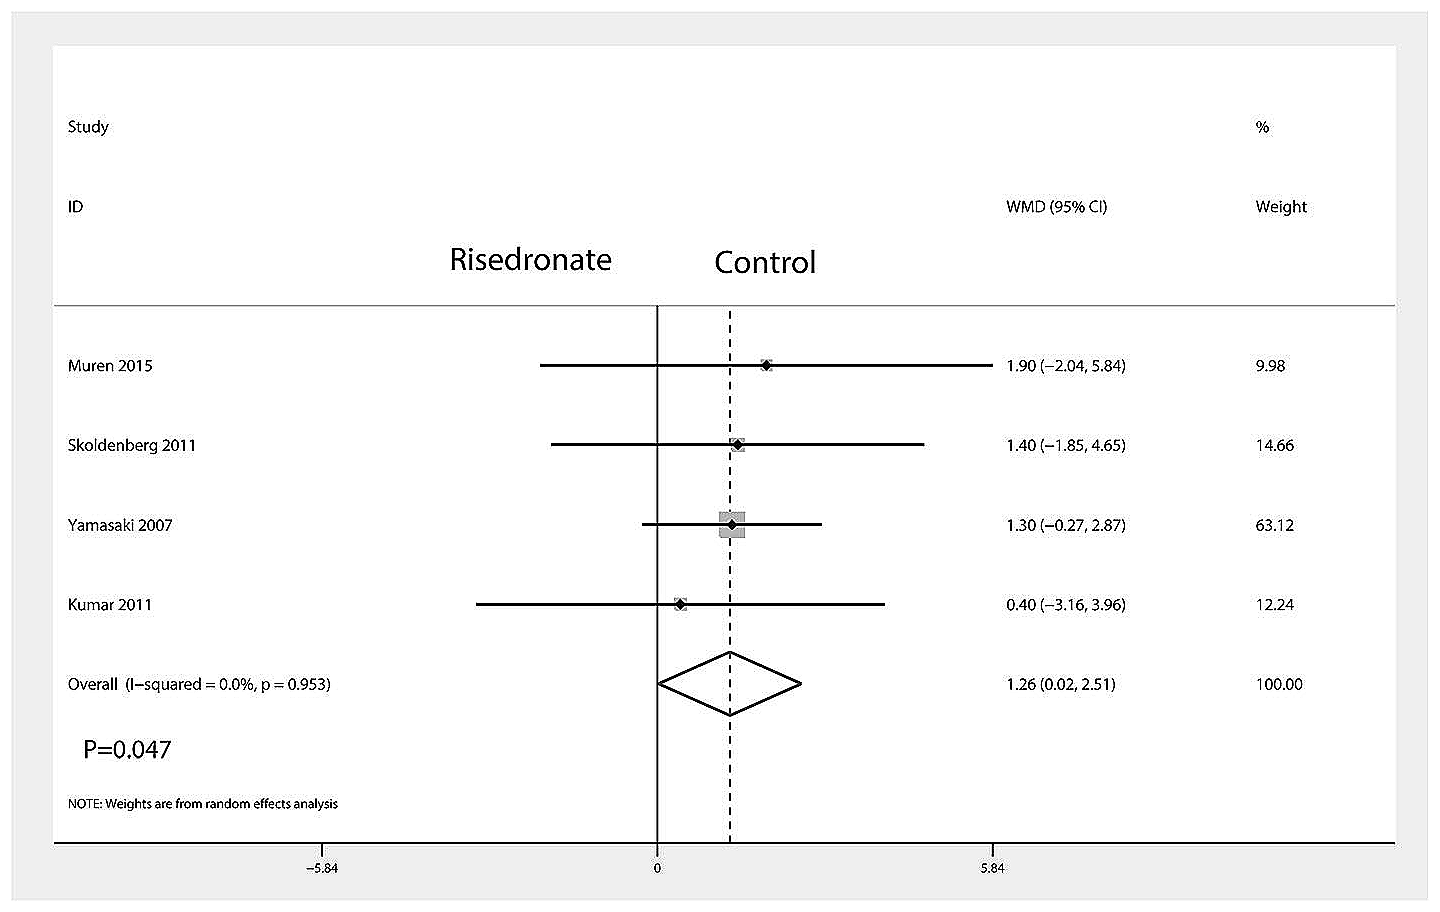 Study %
ID WMD (95% CI) Weight
Risedronate Control
Muren 2015 1.90 (−2.04, 5.84) 9.98
Skoldenberg 2011 1.40 (−1.85, 4.65) 14.66
Yamasaki 2007 1.30 (−0.27, 2.87) 63.12
Kumar 2011 0.40 (−3.16, 3.96) 12.24
Overall (I−squared = 0.0%, p = 0.953) 1.26 (0.02, 2.51) 100.00
P=0.047
NOTE: Weights are from random effects analysis
−5.84 0 5.84